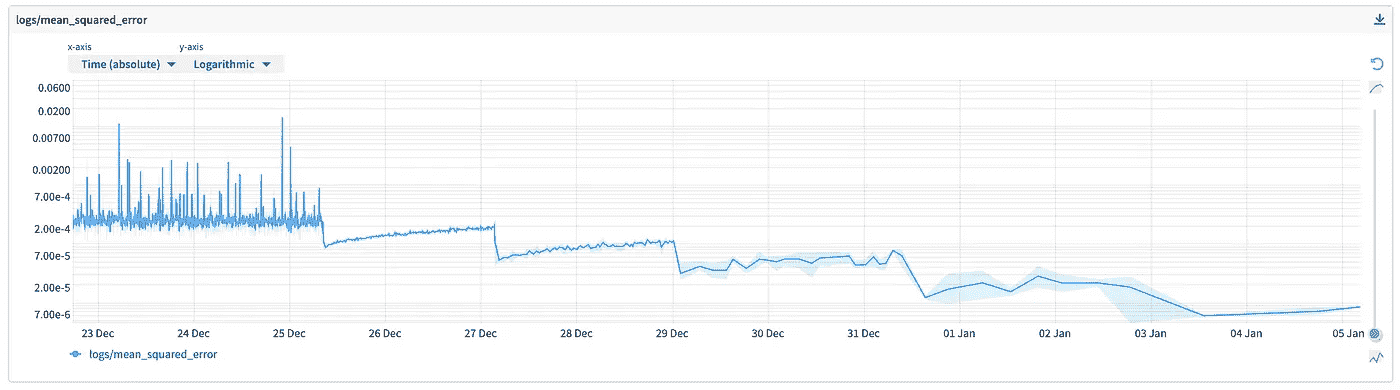 logs/mean_squared_error
x-axis y-axis
Time (absolute) Logarithmic
0.0600
0.0200
0.00700
0.00200
7.00e-4
2.00e-4
7.00e-5
2.00e-5
7.00e-6
23 Dec 24 Dec 25 Dec 26 Dec 27 Dec 28 Dec 29 Dec 30 Dec 31 Dec 01 Jan 02 Jan 03 Jan 04 Jan 05 Jan
logs/mean_squared_error